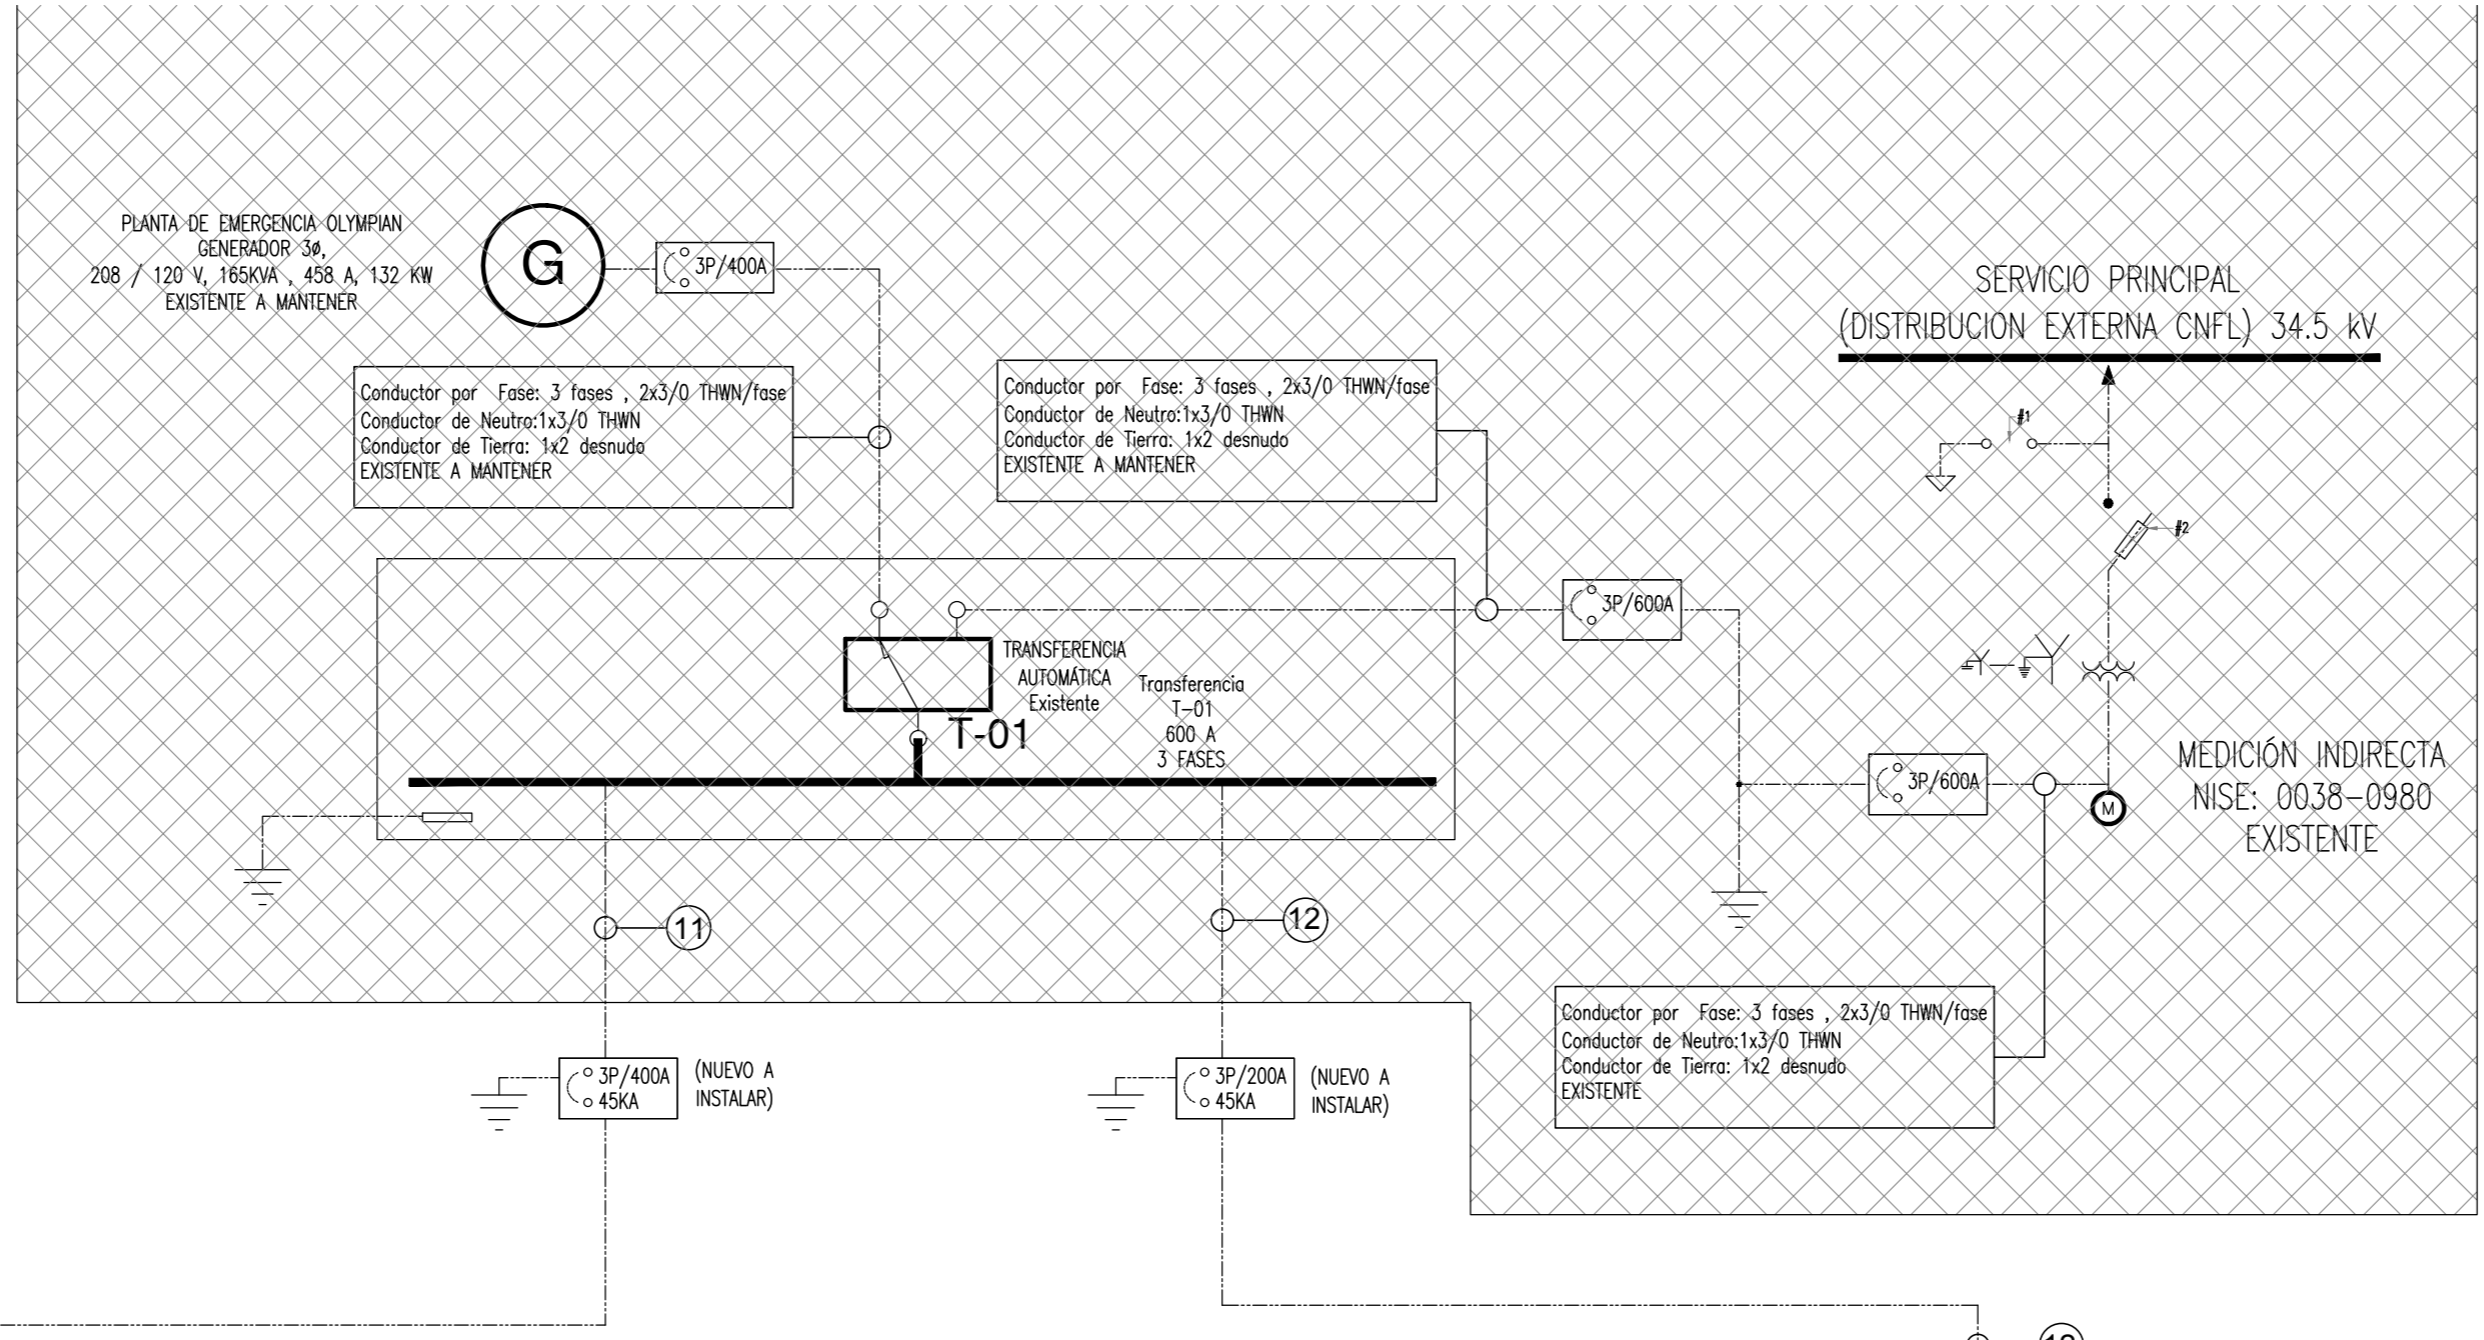 PLANTA DE EMERGENCIA OLYMPIAN
GENERADOR 3ø,
208 / 120 V, 165KVA , 458 A, 132 KW
EXISTENTE A MANTENER
G
3P/400A
SERVICIO PRINCIPAL
(DISTRIBUCION EXTERNA CNFL) 34.5 kV
Conductor por Fase: 3 fases , 2x3/0 THWN/fase
Conductor de Neutro:1x3/0 THWN
Conductor de Tierra: 1x2 desnudo
EXISTENTE A MANTENER
Conductor por Fase: 3 fases , 2x3/0 THWN/fase
Conductor de Neutro:1x3/0 THWN
Conductor de Tierra: 1x2 desnudo
EXISTENTE A MANTENER
#1
#2
3P/600A
TRANSFERENCIA
AUTOMÁTICA
Existente
T-01
Transferencia
T-01
600 A
3 FASES
3P/600A
M
MEDICIÓN INDIRECTA
NISE: 0038-0980
EXISTENTE
11
12
Conductor por Fase: 3 fases , 2x3/0 THWN/fase
Conductor de Neutro:1x3/0 THWN
Conductor de Tierra: 1x2 desnudo
EXISTENTE
3P/400A
45KA
(NUEVO A
INSTALAR)
3P/200A
45KA
(NUEVO A
INSTALAR)